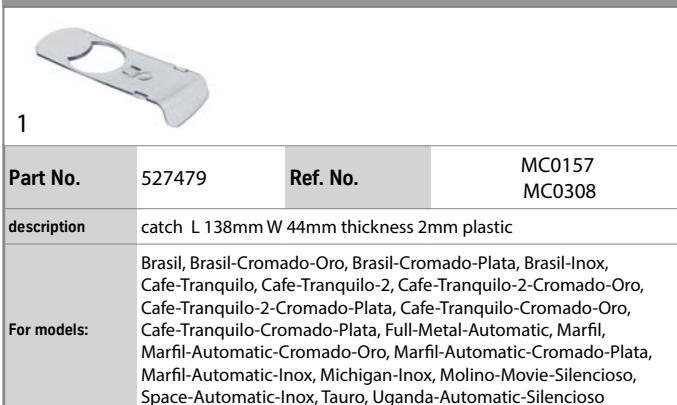 1
Part No. 527479 Ref. No. MC0157
MC0308
description catch L 138mm W 44mm thickness 2mm plastic
For models:
Brasil, Brasil-Cromado-Oro, Brasil-Cromado-Plata, Brasil-Inox,
Cafe-Tranquilo, Cafe-Tranquilo-2, Cafe-Tranquilo-2-Cromado-Oro,
Cafe-Tranquilo-2-Cromado-Plata, Cafe-Tranquilo-Cromado-Oro,
Cafe-Tranquilo-Cromado-Plata, Full-Metal-Automatic, Marfil,
Marfil-Automatic-Cromado-Oro, Marfil-Automatic-Cromado-Plata,
Marfil-Automatic-Inox, Michigan-Inox, Molino-Movie-Silencioso,
Space-Automatic-Inox, Tauro, Uganda-Automatic-Silencioso